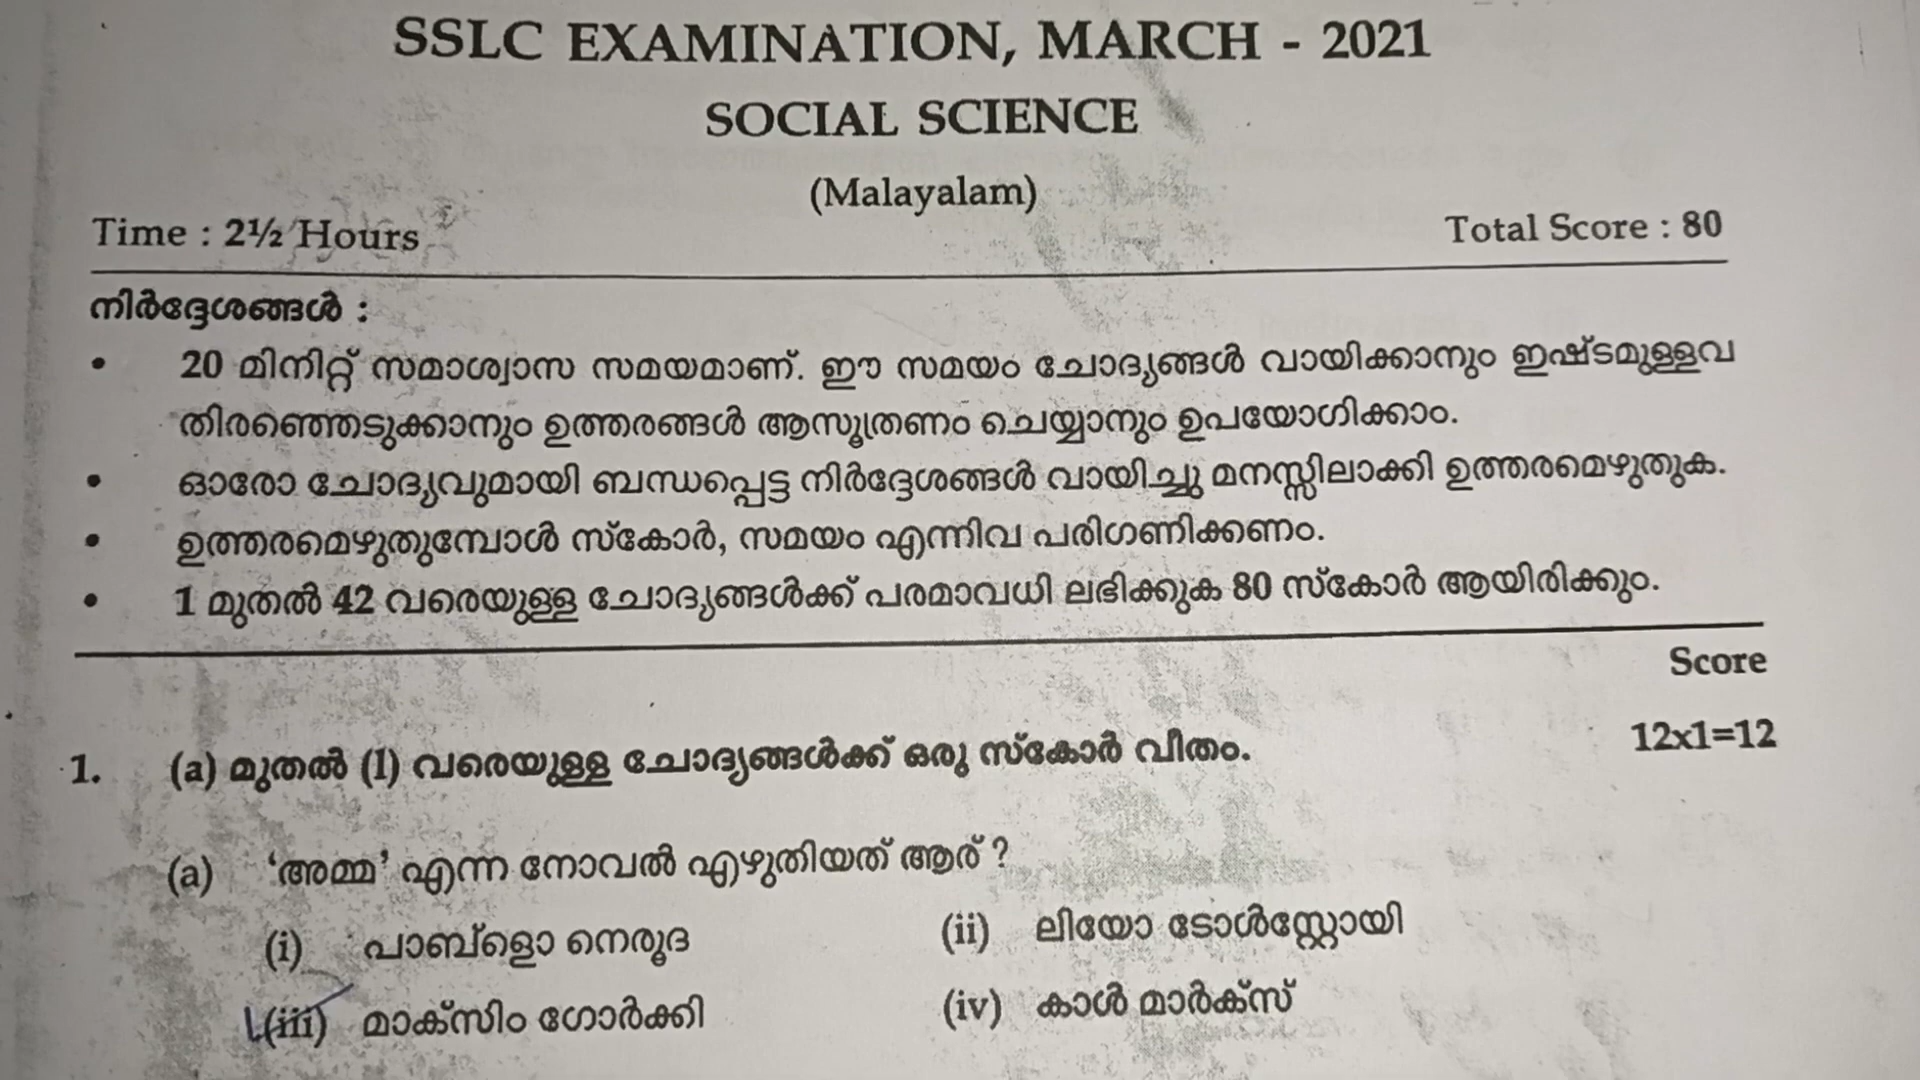 SSLC EXAMINATION, MARCH - 2021
SOCIAL SCIENCE
(Malayalam)
Time : 2½ Hours Total Score : 80
നിർദ്ദേശങ്ങൾ :
• 20 മിനിറ്റ് സമാശ്വാസ സമയമാണ്. ഈ സമയം ചോദ്യങ്ങൾ വായിക്കാനും ഇഷ്ടമുള്ളവ
തിരഞ്ഞെടുക്കാനും ഉത്തരങ്ങൾ ആസൂത്രണം ചെയ്യാനും ഉപയോഗിക്കാം.
• ഓരോ ചോദ്യവുമായി ബന്ധപ്പെട്ട നിർദ്ദേശങ്ങൾ വായിച്ചു മനസ്സിലാക്കി ഉത്തരമെഴുതുക.
• ഉത്തരമെഴുതുമ്പോൾ സ്കോർ, സമയം എന്നിവ പരിഗണിക്കണം.
• 1 മുതൽ 42 വരെയുള്ള ചോദ്യങ്ങൾക്ക് പരമാവധി ലഭിക്കുക 80 സ്കോർ ആയിരിക്കും.
Score
1. (a) മുതൽ (l) വരെയുള്ള ചോദ്യങ്ങൾക്ക് ഒരു സ്കോർ വീതം. 12x1=12
(a) ‘അമ്മ’ എന്ന നോവൽ എഴുതിയത് ആര് ?
(i) പാബ്ളൊ നെരൂദ (ii) ലിയോ ടോൾസ്റ്റോയി
(iii) മാക്സിം ഗോർക്കി (iv) കാൾ മാർക്സ്